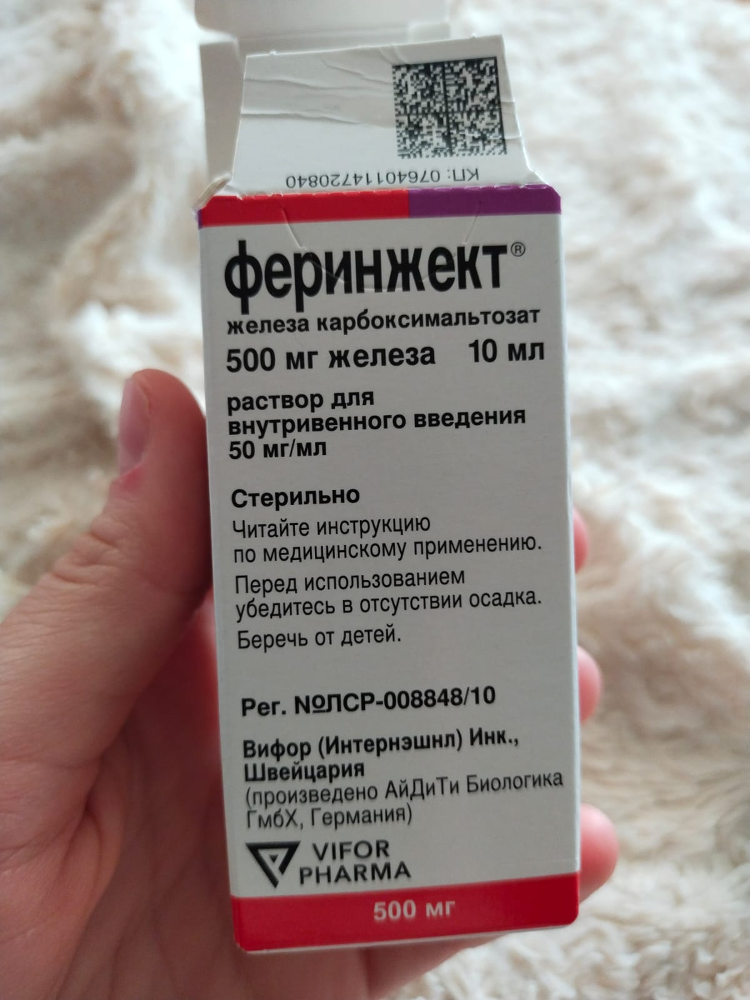 КП: 07640114720840
феринжект®
железа карбоксимальтозат
500 мг железа 10 мл
раствор для
внутривенного введения
50 мг/мл
Стерильно
Читайте инструкцию
по медицинскому применению.
Перед использованием
убедитесь в отсутствии осадка.
Беречь от детей.
Рег. №ЛСР-008848/10
Вифор (Интернэшнл) Инк.,
Швейцария
(произведено АйДиТи Биологика
ГмбХ, Германия)
VIFOR
PHARMA
500 мг